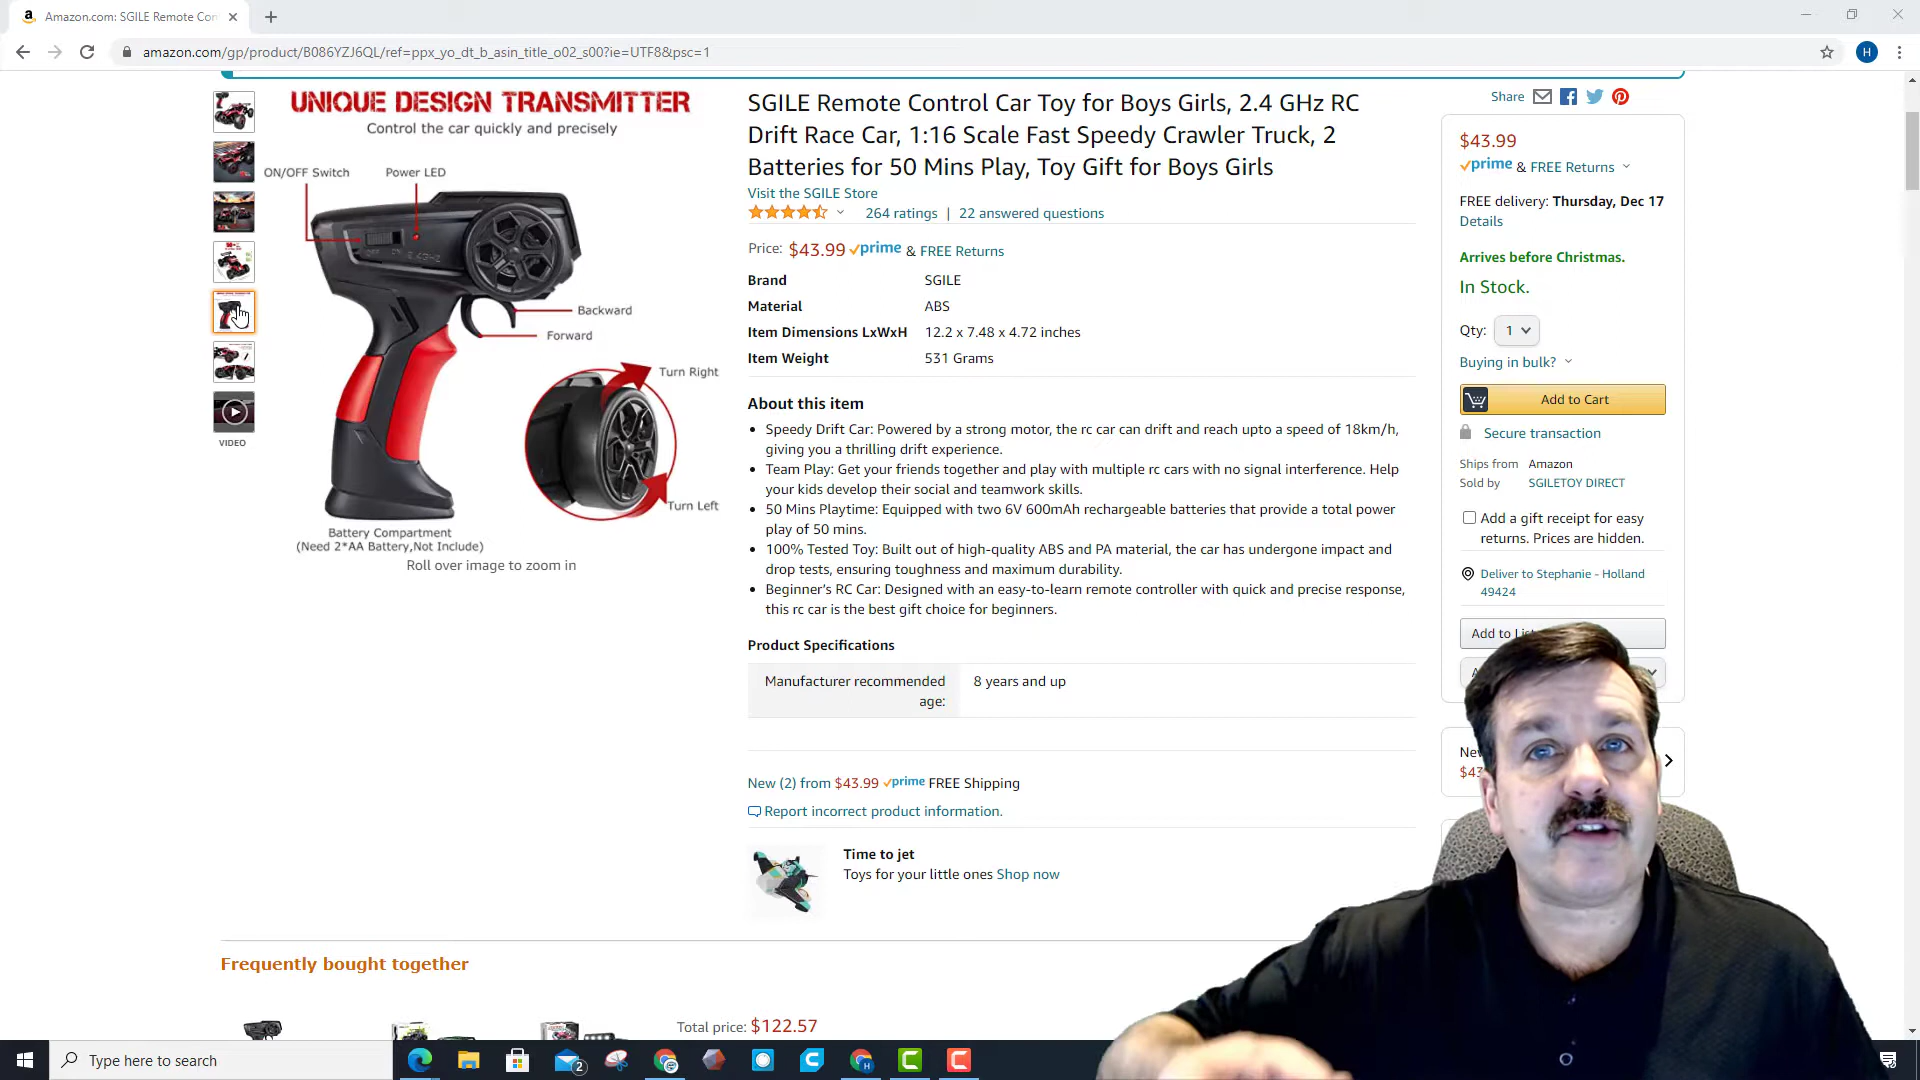 Amazon.com: SGILE Remote Con
amazon.com/gp/product/B086YZJ6QL/ref=ppx_yo_dt_b_asin_title_o02_s00?ie=UTF8&psc=1
H
VIDEO
UNIQUE DESIGN TRANSMITTER
Control the car quickly and precisely
ON/OFF Switch
Power LED
OFF ON 2.4GHZ
Backward
Forward
Turn Right
Turn Left
Battery Compartment
(Need 2*AA Battery,Not Include)
Roll over image to zoom in
SGILE Remote Control Car Toy for Boys Girls, 2.4 GHz RC
Drift Race Car, 1:16 Scale Fast Speedy Crawler Truck, 2
Batteries for 50 Mins Play, Toy Gift for Boys Girls
Visit the SGILE Store
264 ratings | 22 answered questions
Price: $43.99 prime & FREE Returns
Brand SGILE
Material ABS
Item Dimensions LxWxH 12.2 x 7.48 x 4.72 inches
Item Weight 531 Grams
About this item
Speedy Drift Car: Powered by a strong motor, the rc car can drift and reach upto a speed of 18km/h,
giving you a thrilling drift experience.
Team Play: Get your friends together and play with multiple rc cars with no signal interference. Help
your kids develop their social and teamwork skills.
50 Mins Playtime: Equipped with two 6V 600mAh rechargeable batteries that provide a total power
play of 50 mins.
100% Tested Toy: Built out of high-quality ABS and PA material, the car has undergone impact and
drop tests, ensuring toughness and maximum durability.
Beginner's RC Car: Designed with an easy-to-learn remote controller with quick and precise response,
this rc car is the best gift choice for beginners.
Product Specifications
Manufacturer recommended
age:
8 years and up
New (2) from $43.99 prime FREE Shipping
Report incorrect product information.
Time to jet
Toys for your little ones Shop now
Share
$43.99
prime & FREE Returns
FREE delivery: Thursday, Dec 17
Details
Arrives before Christmas.
In Stock.
Qty: 1
Buying in bulk?
Add to Cart
Secure transaction
Ships from Amazon
Sold by SGILETOY DIRECT
Add a gift receipt for easy
returns. Prices are hidden.
Deliver to Stephanie - Holland
49424
Add to
Frequently bought together
Total price: $122.57
Type here to search
2
H